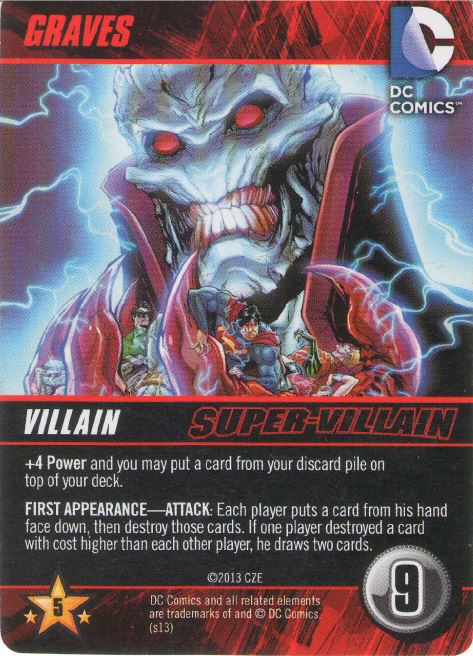 GRAVES
DC
COMICS™
VILLAIN
SUPER-VILLAIN
+4 Power and you may put a card from your discard pile on
top of your deck.
FIRST APPEARANCE—ATTACK: Each player puts a card from his hand
face down, then destroy those cards. If one player destroyed a card
with cost higher than each other player, he draws two cards.
©2013 CZE
5
DC Comics and all related elements
are trademarks of and © DC Comics.
(s13)
9